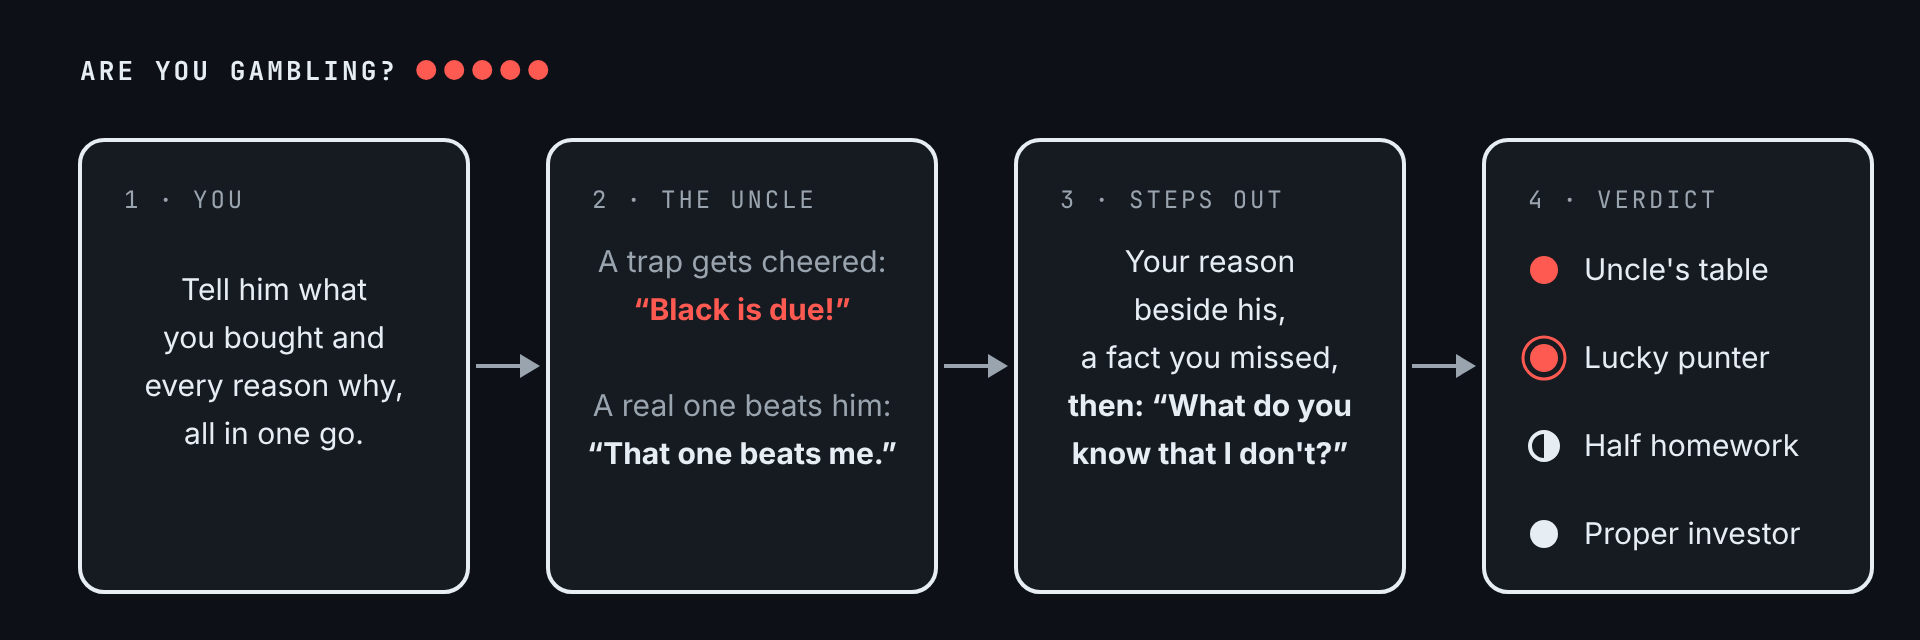 ARE YOU GAMBLING?
1 · YOU
Tell him what
you bought and
every reason why,
all in one go.
2 · THE UNCLE
A trap gets cheered:
“Black is due!”
A real one beats him:
“That one beats me.”
3 · STEPS OUT
Your reason
beside his,
a fact you missed,
then: “What do you
know that I don't?”
4 · VERDICT
Uncle's table
Lucky punter
Half homework
Proper investor